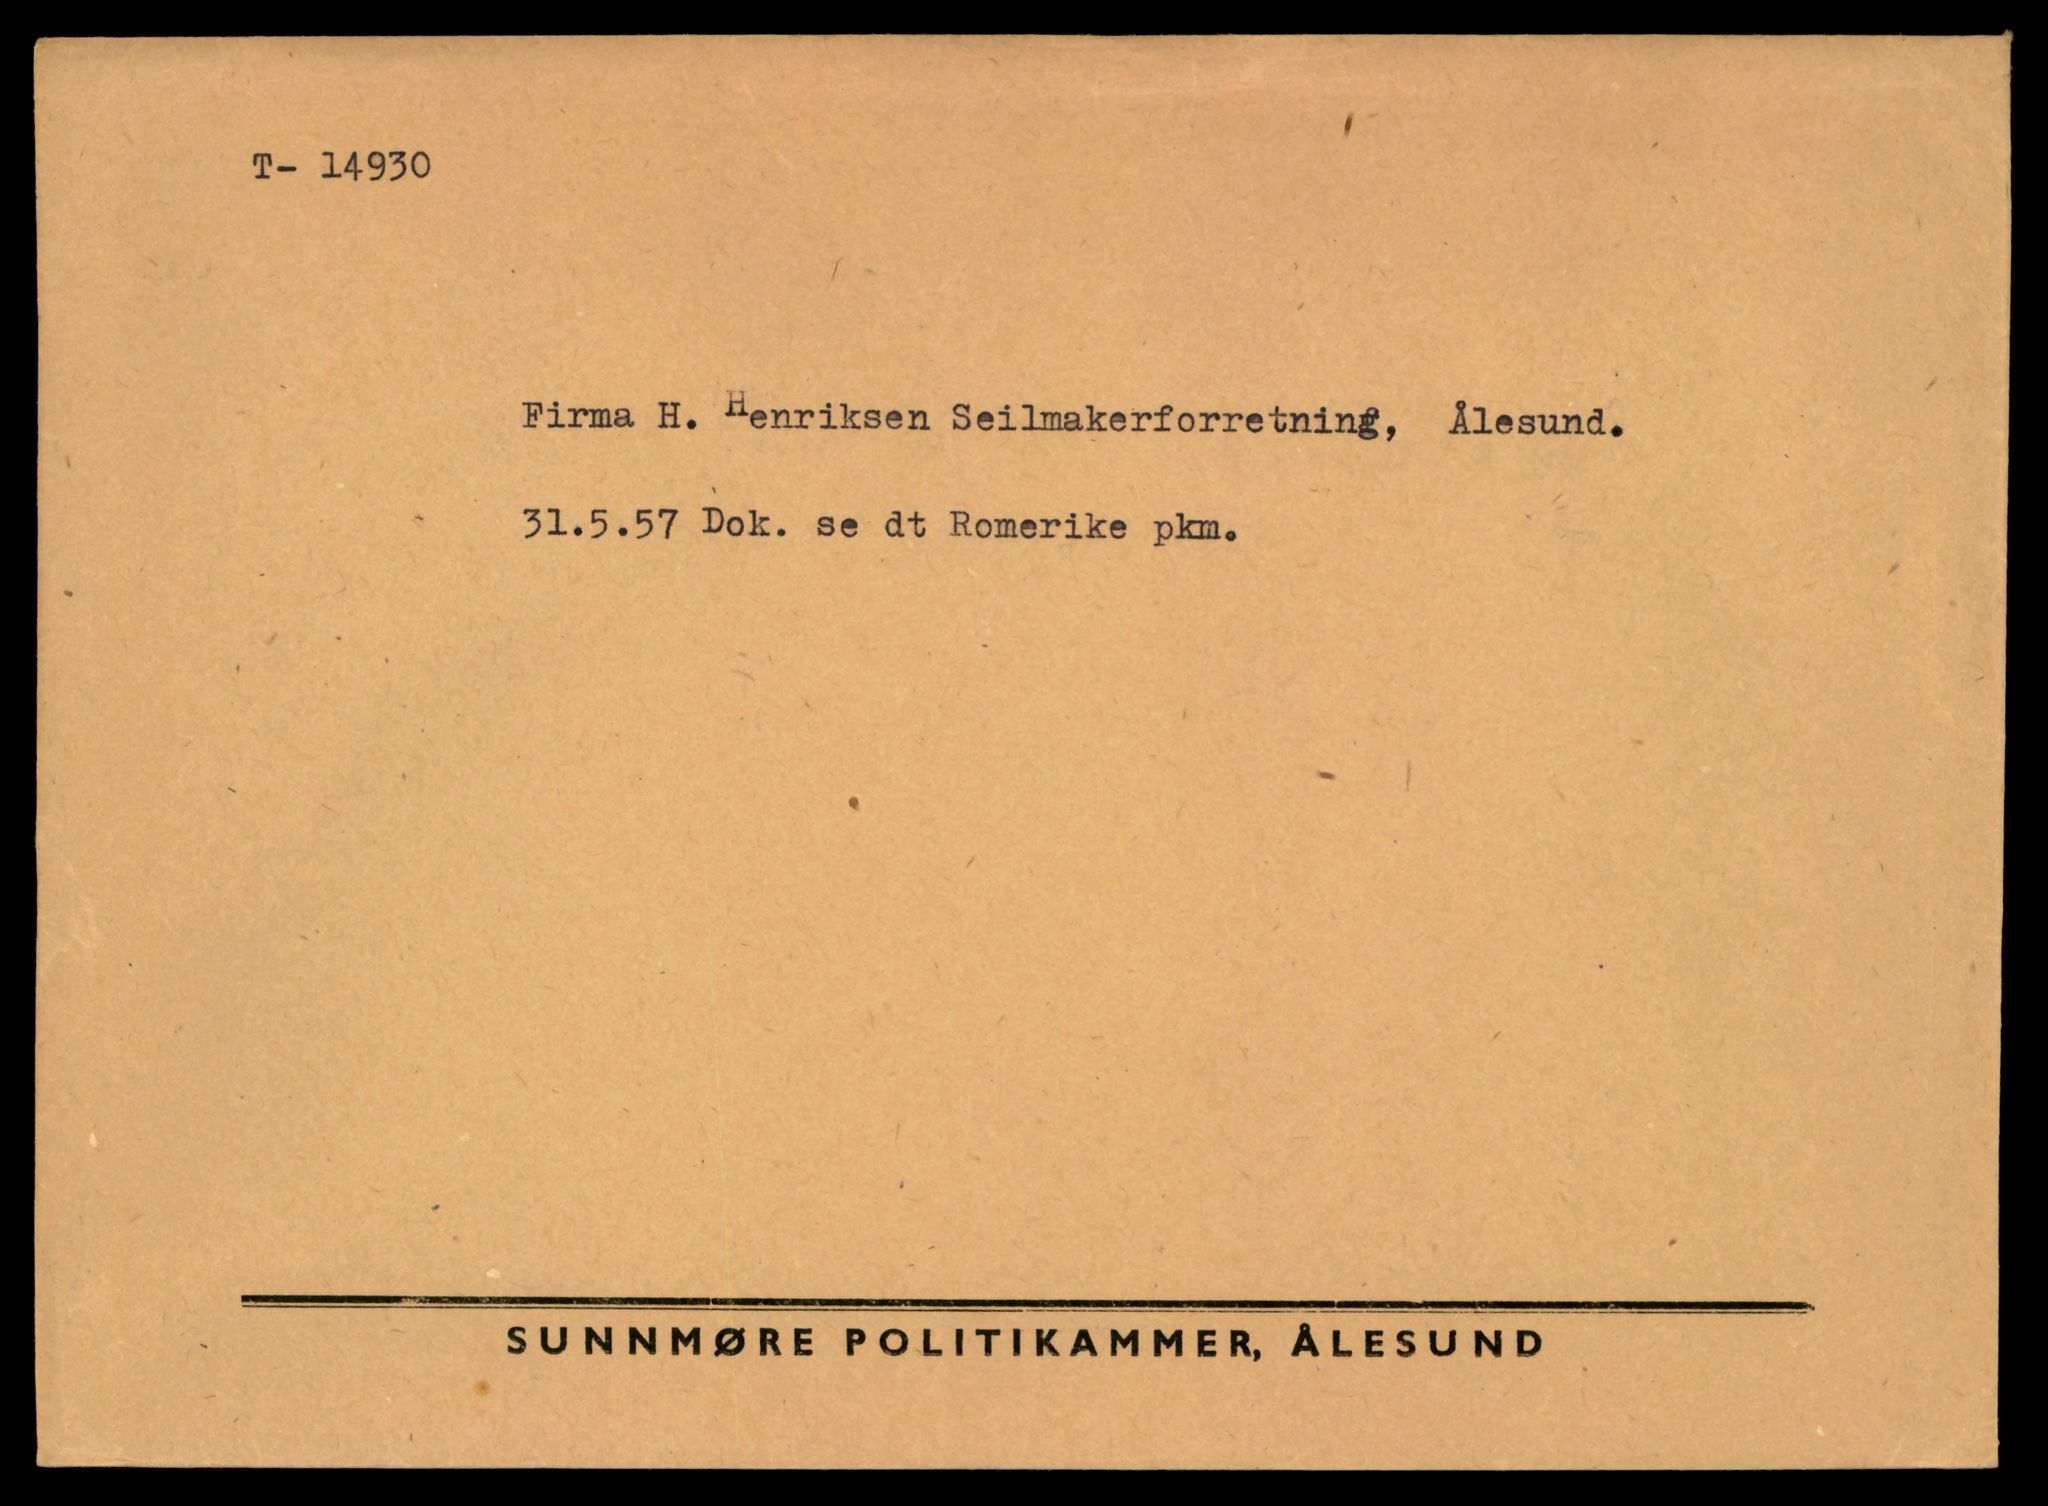 T- 14930
Firma H. Henriksen Seilmakerforretning, Ålesund.
31.5.57 Dok. se dt Romerike pkm.
SUNNMØRE POLITIKAMMER, ÅLESUND